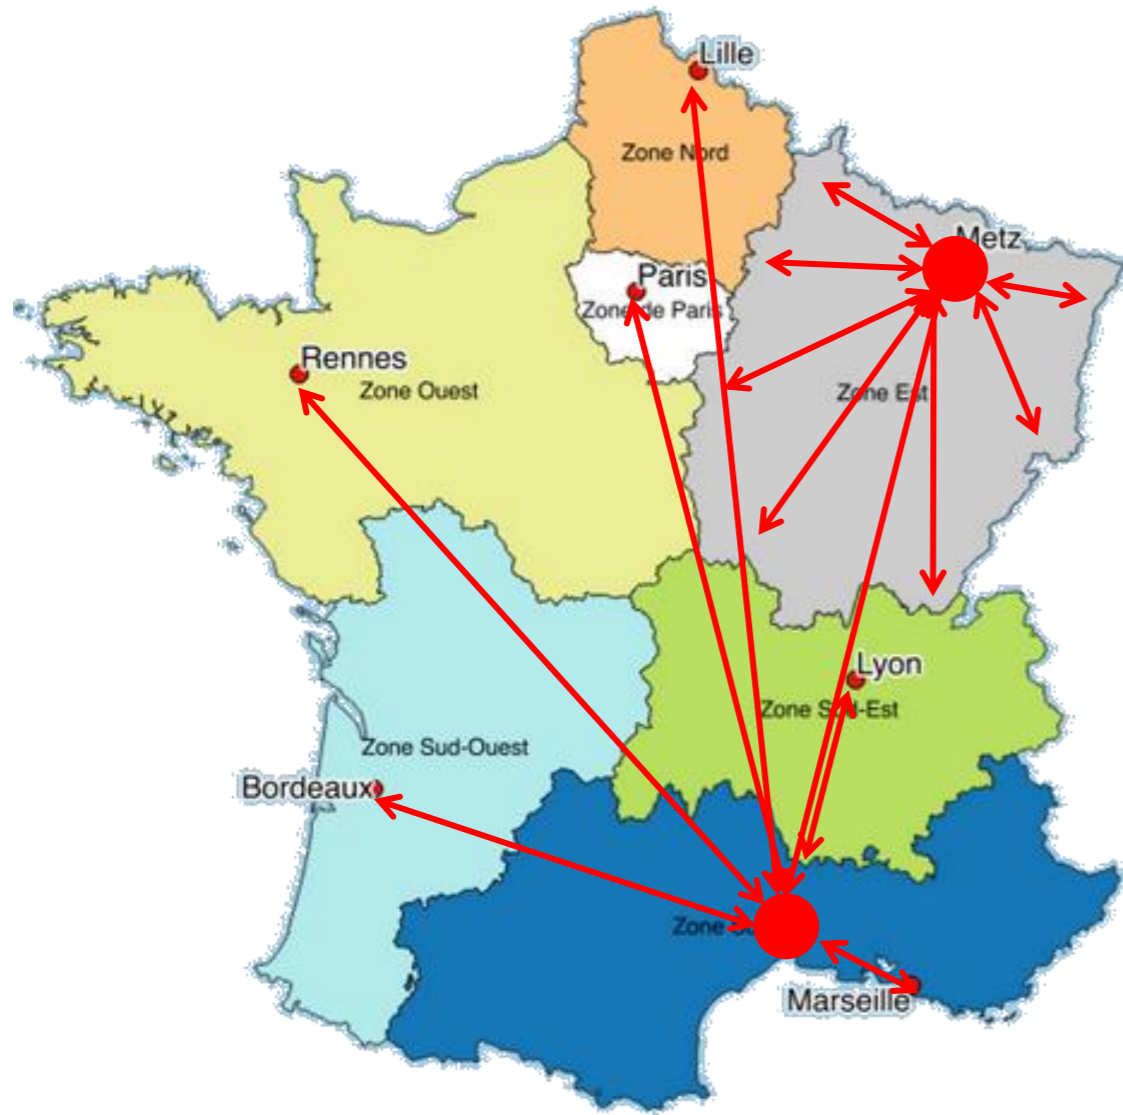 Lille
Zone Nord
Metz
Paris
Zone de Paris
Rennes
Zone Ouest
Zone Est
Lyon
Zone Sud-Est
Zone Sud-Ouest
Bordeaux
Zone
Marseille